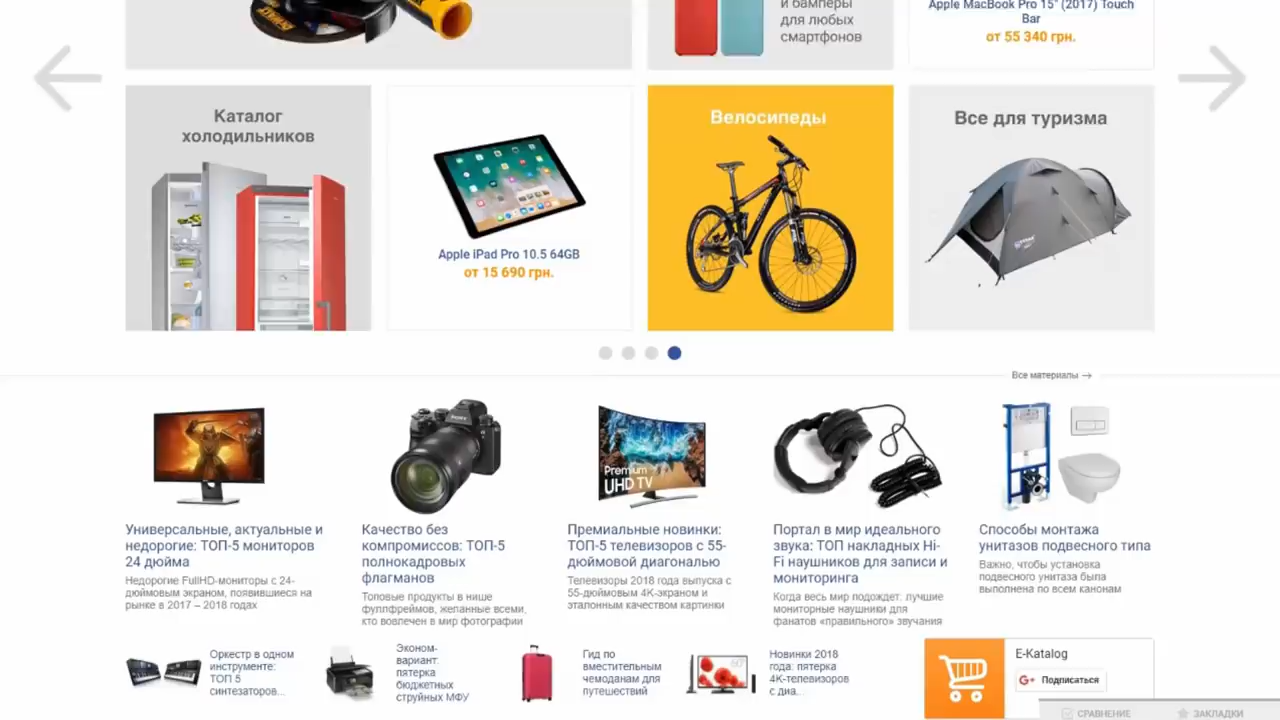 и бамперы
для любых
смартфонов
Apple MacBook Pro 15" (2017) Touch
Bar
от 55 340 грн.
Каталог
холодильников
Apple iPad Pro 10.5 64GB
от 15 690 грн.
Велосипеды
Все для туризма
Все материалы →
SONY
Premium
UHD TV
Универсальные, актуальные и
недорогие: ТОП-5 мониторов
24 дюйма
Недорогие FullHD-мониторы с 24-
дюймовым экраном, появившиеся на
рынке в 2017 – 2018 годах
Качество без
компромиссов: ТОП-5
полнокадровых
флагманов
Топовые продукты в нише
фуллфреймов, желанные всеми,
кто вовлечен в мир фотографии
Премиальные новинки:
ТОП-5 телевизоров с 55-
дюймовой диагональю
Телевизоры 2018 года выпуска с
55-дюймовым 4K-экраном и
эталонным качеством картинки
Портал в мир идеального
звука: ТОП накладных Hi-
Fi наушников для записи и
мониторинга
Когда весь мир подождет: лучшие
мониторные наушники для
фанатов «правильного» звучания
Способы монтажа
унитазов подвесного типа
Важно, чтобы установка
подвесного унитаза была
выполнена по всем канонам
Оркестр в одном
инструменте:
ТОП 5
синтезаторов...
Эконом-
вариант:
пятерка
бюджетных
струйных МФУ
Гид по
вместительным
чемоданам для
путешествий
60"
Новинки 2018
года: пятерка
4K-телевизоров
с диа...
E-Katalog
G+ Подписаться
СРАВНЕНИЕ
ЗАКЛАДКИ